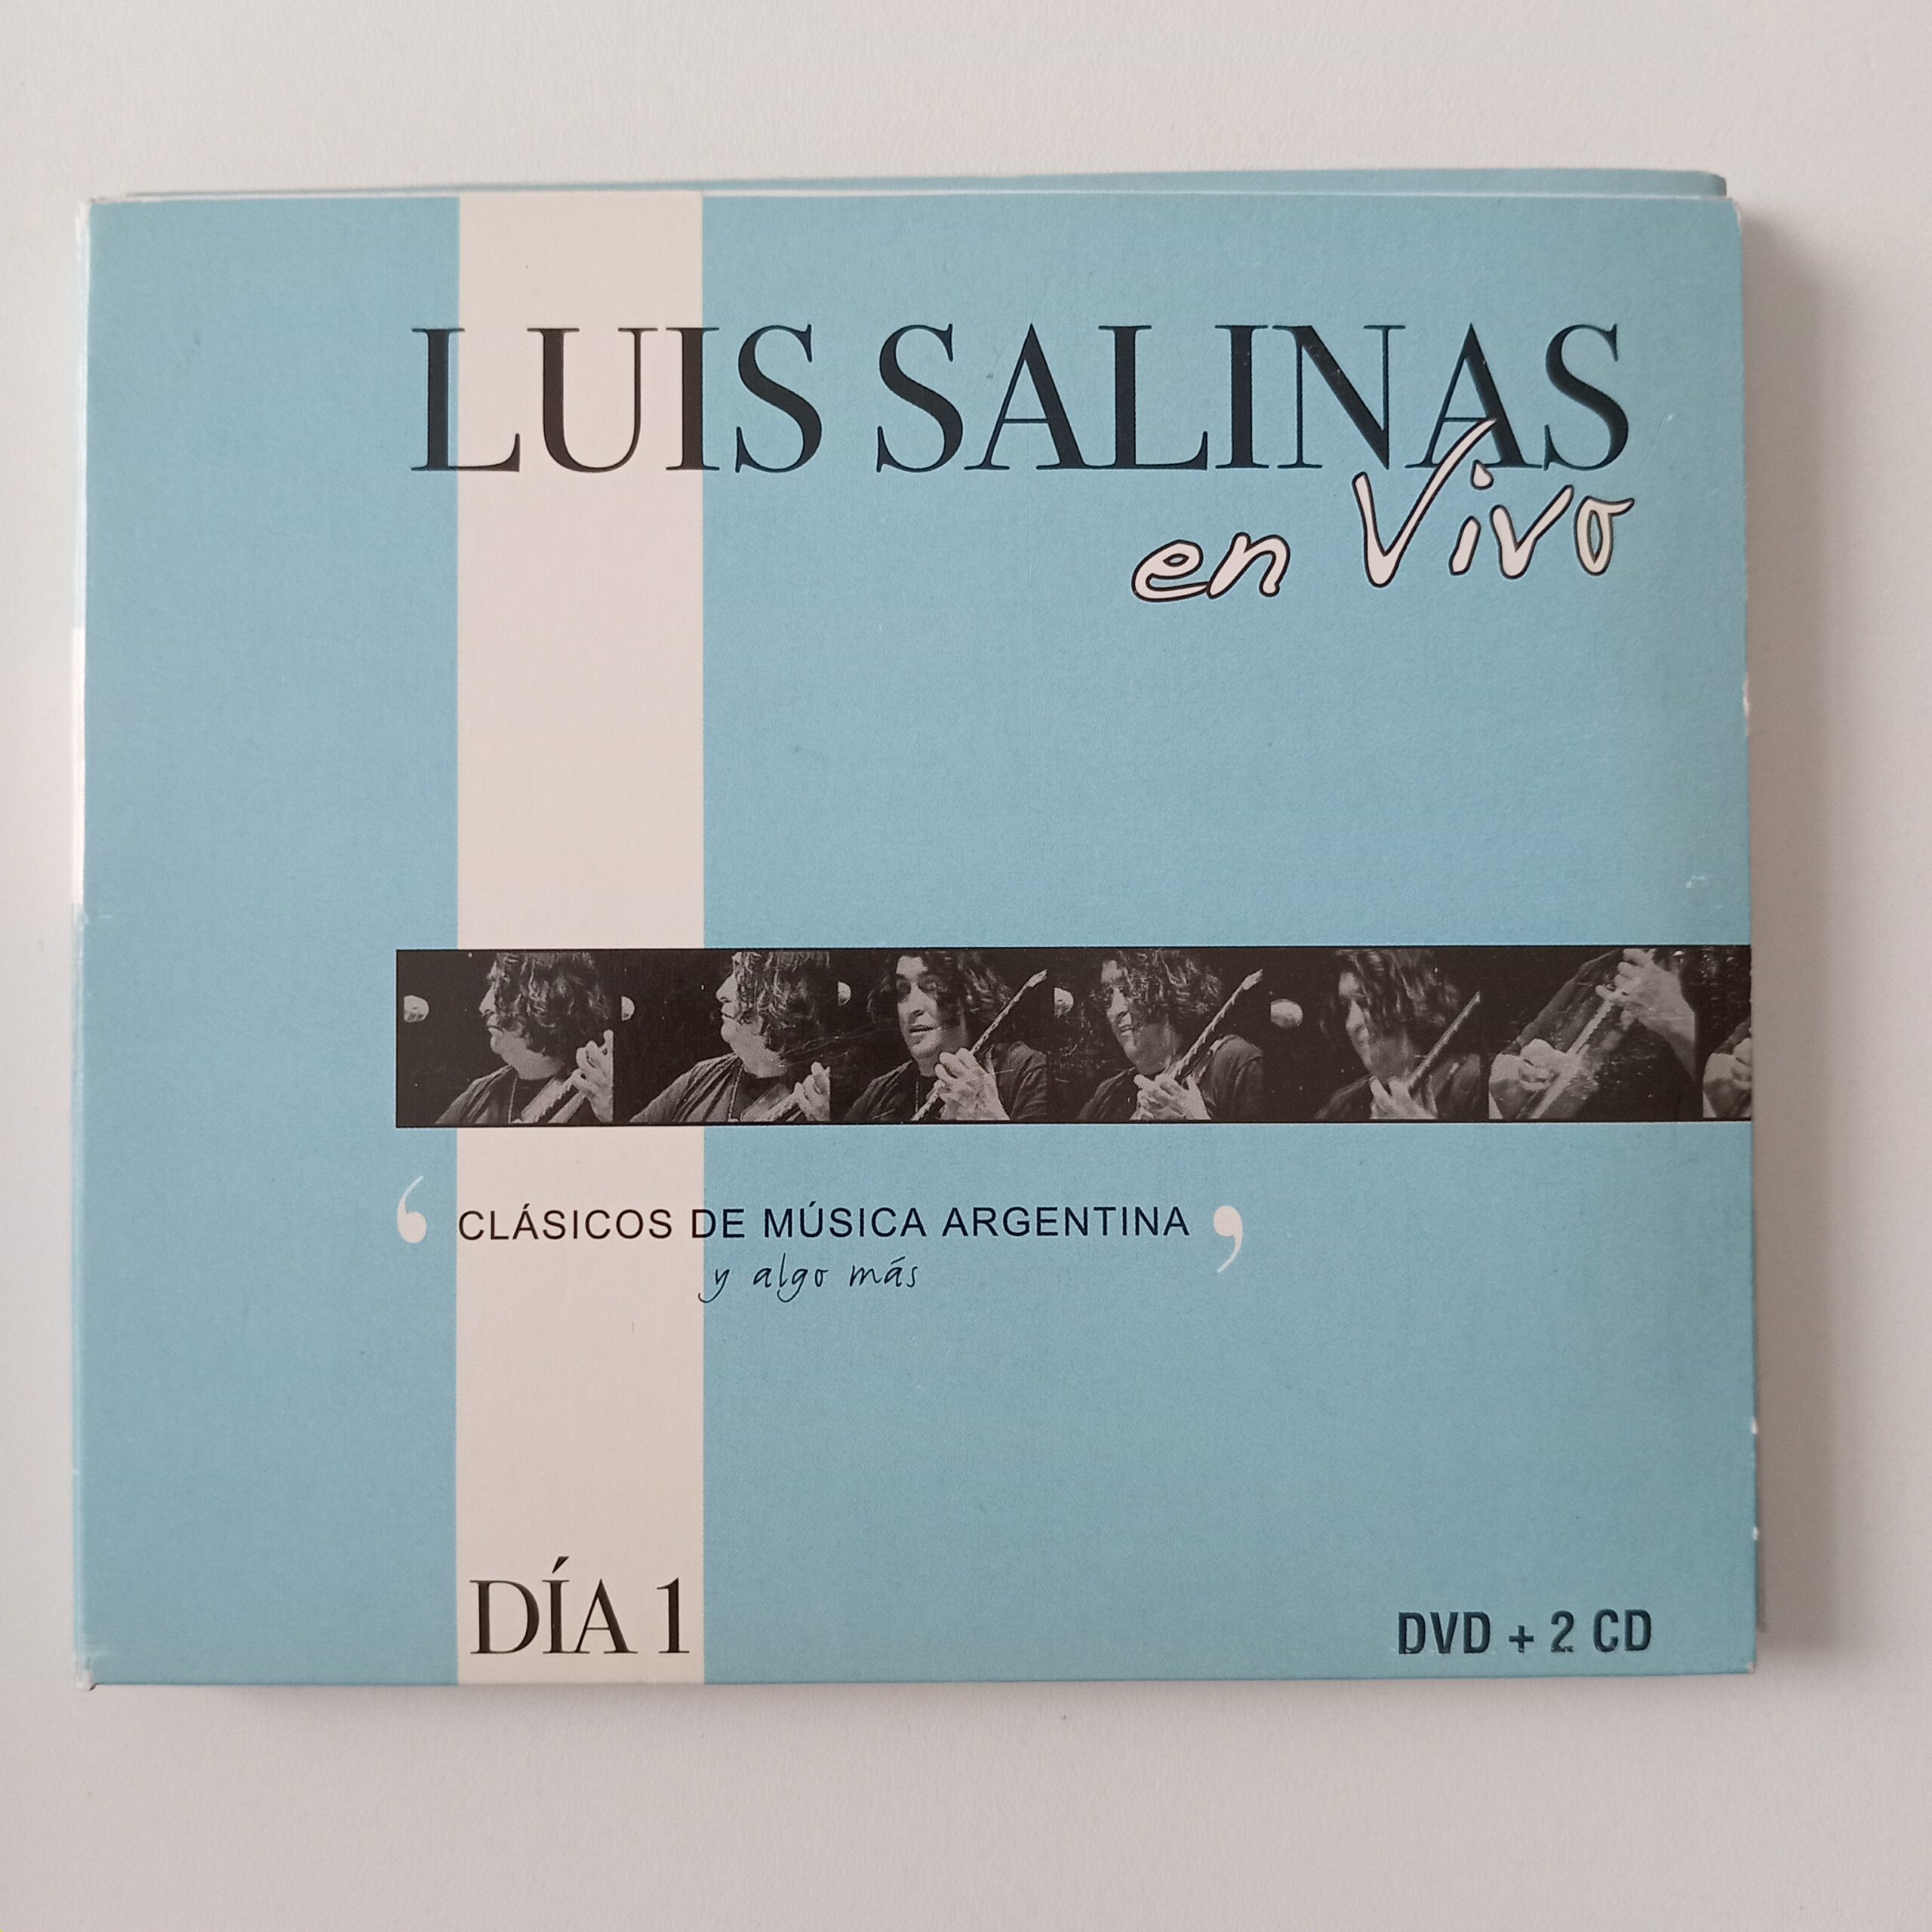 LUIS SALINAS
en Vivo
‘CLÁSICOS DE MÚSICA ARGENTINA’
y algo más
DÍA 1
DVD + 2 CD